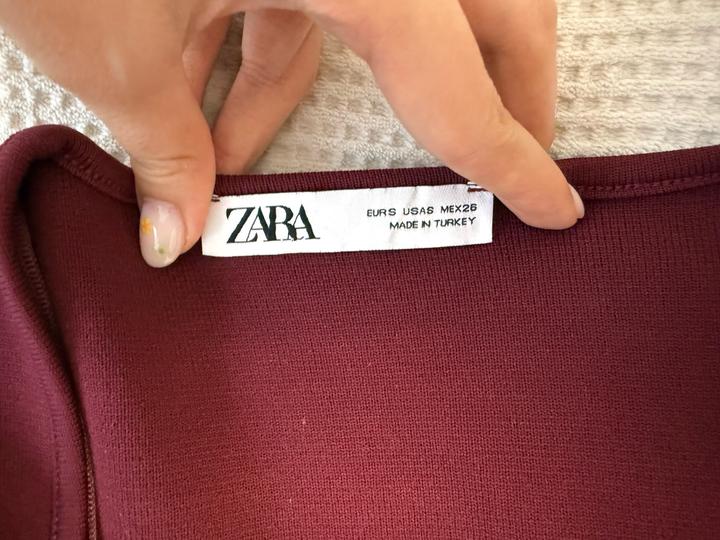 ZARA
EUR S USA S MEX 26
MADE IN TURKEY